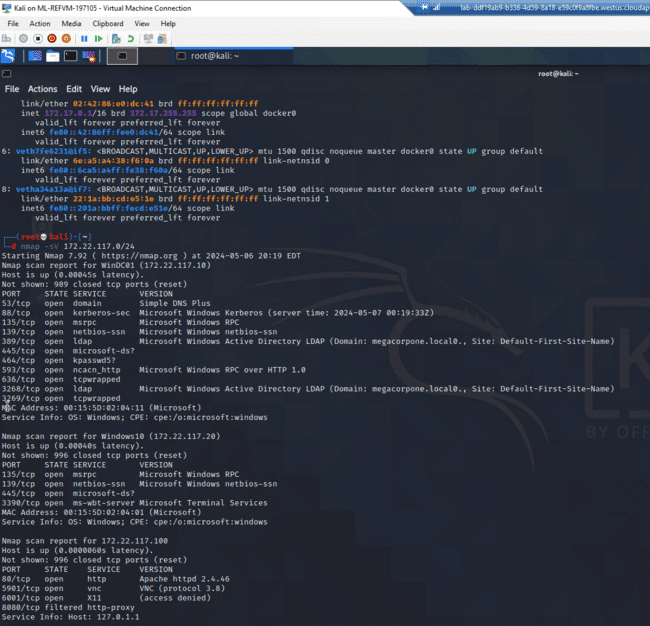 Kali on ML-REFVM-197105 - Virtual Machine Connection
lab-ddf19ab9-b336-4d39-8a18-e59c0f9a8fbe.westus.cloudap
File Action Media Clipboard View Help
root@kali: ~
root@kali: ~
File Actions Edit View Help
link/ether 02:42:86:e0:dc:41 brd ff:ff:ff:ff:ff:ff
inet 172.17.0.1/16 brd 172.17.255.255 scope global docker0
valid_lft forever preferred_lft forever
inet6 fe80::42:86ff:fee0:dc41/64 scope link
valid_lft forever preferred_lft forever
6: veth7fe6231@if5: <BROADCAST,MULTICAST,UP,LOWER_UP> mtu 1500 qdisc noqueue master docker0 state UP group default
link/ether 6e:a5:a4:38:f6:0a brd ff:ff:ff:ff:ff:ff link-netnsid 0
inet6 fe80::6ca5:a4ff:fe38:f60a/64 scope link
valid_lft forever preferred_lft forever
8: vetha34a13a@if7: <BROADCAST,MULTICAST,UP,LOWER_UP> mtu 1500 qdisc noqueue master docker0 state UP group default
link/ether 22:1a:bb:cd:e5:1e brd ff:ff:ff:ff:ff:ff link-netnsid 1
inet6 fe80::201a:bbff:fecd:e51e/64 scope link
valid_lft forever preferred_lft forever
(root kali)-[~]
# nmap -sV 172.22.117.0/24
Starting Nmap 7.92 ( https://nmap.org ) at 2024-05-06 20:19 EDT
Nmap scan report for WinDC01 (172.22.117.10)
Host is up (0.00045s latency).
Not shown: 989 closed tcp ports (reset)
PORT STATE SERVICE VERSION
53/tcp open domain Simple DNS Plus
88/tcp open kerberos-sec Microsoft Windows Kerberos (server time: 2024-05-07 00:19:33Z)
135/tcp open msrpc Microsoft Windows RPC
139/tcp open netbios-ssn Microsoft Windows netbios-ssn
389/tcp open ldap Microsoft Windows Active Directory LDAP (Domain: megacorpone.local0., Site: Default-First-Site-Name)
445/tcp open microsoft-ds?
464/tcp open kpasswd5?
593/tcp open ncacn_http Microsoft Windows RPC over HTTP 1.0
636/tcp open tcpwrapped
3268/tcp open ldap Microsoft Windows Active Directory LDAP (Domain: megacorpone.local0., Site: Default-First-Site-Name)
3269/tcp open tcpwrapped
MAC Address: 00:15:5D:02:04:11 (Microsoft)
Service Info: OS: Windows; CPE: cpe:/o:microsoft:windows
Nmap scan report for Windows10 (172.22.117.20)
Host is up (0.00040s latency).
Not shown: 996 closed tcp ports (reset)
PORT STATE SERVICE VERSION
135/tcp open msrpc Microsoft Windows RPC
139/tcp open netbios-ssn Microsoft Windows netbios-ssn
445/tcp open microsoft-ds?
3390/tcp open ms-wbt-server Microsoft Terminal Services
MAC Address: 00:15:5D:02:04:01 (Microsoft)
Service Info: OS: Windows; CPE: cpe:/o:microsoft:windows
Nmap scan report for 172.22.117.100
Host is up (0.0000060s latency).
Not shown: 996 closed tcp ports (reset)
PORT STATE SERVICE VERSION
80/tcp open http Apache httpd 2.4.46
5901/tcp open vnc VNC (protocol 3.8)
6001/tcp open X11 (access denied)
8080/tcp filtered http-proxy
Service Info: Host: 127.0.1.1
K
BY OFF